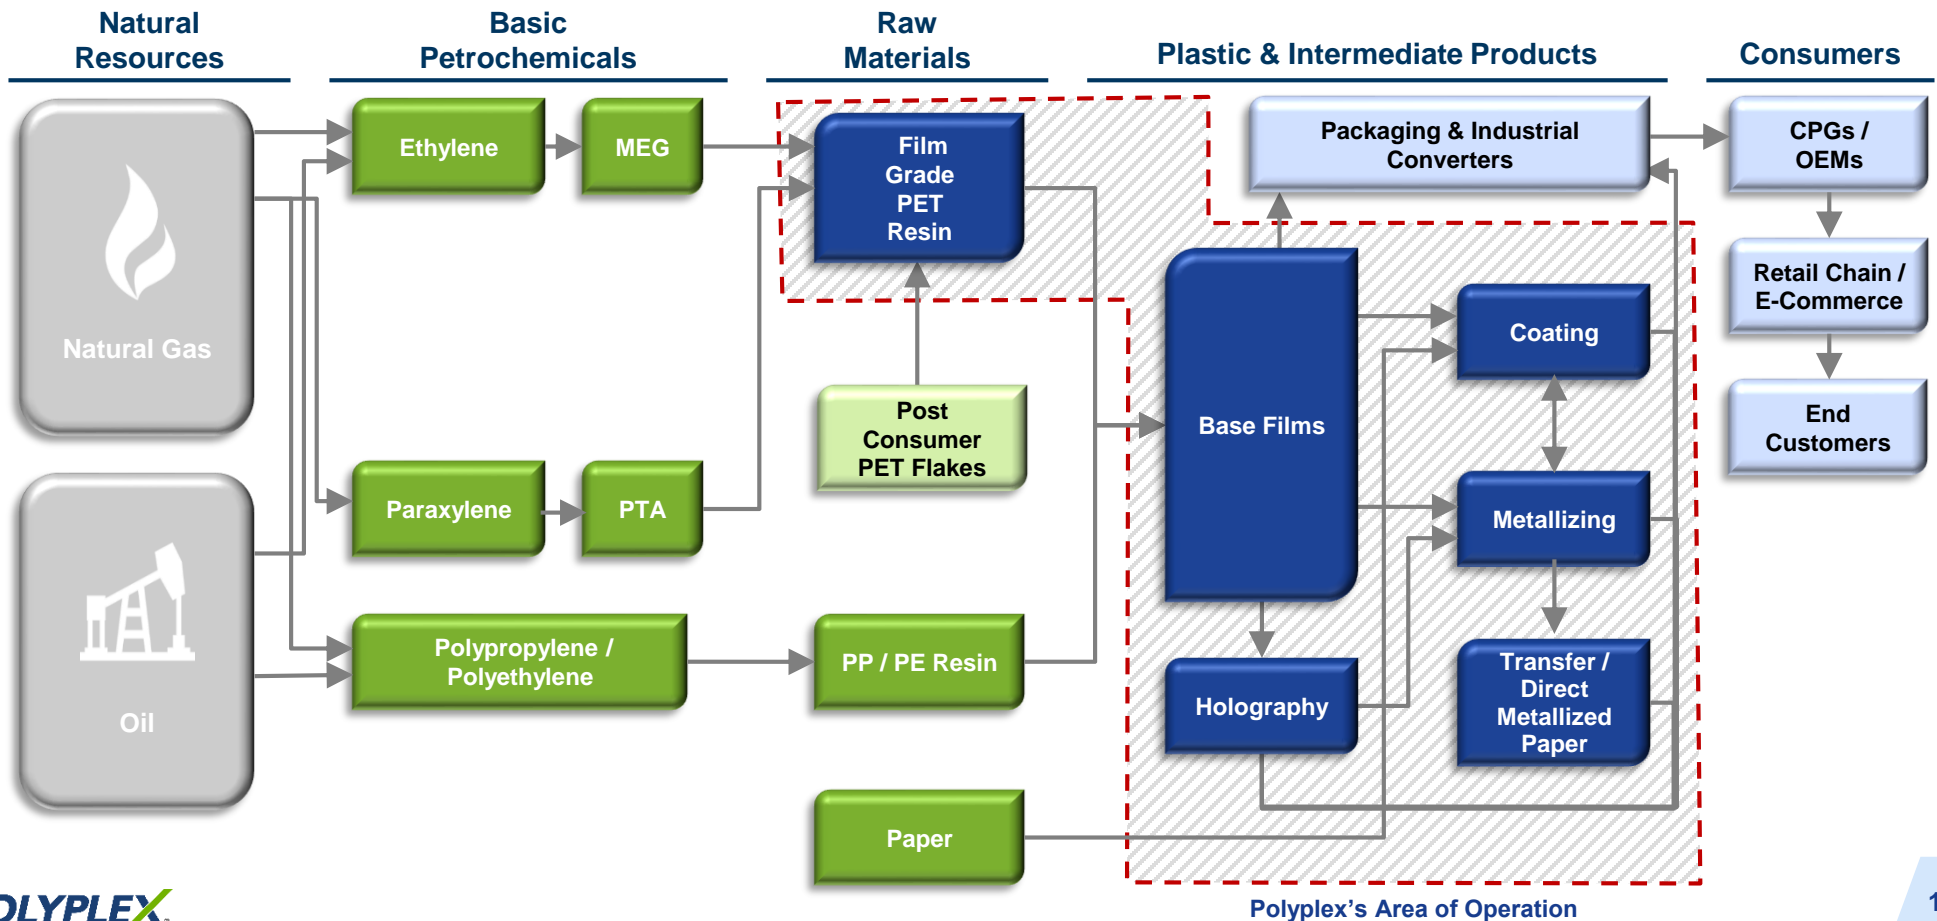 Natural
Resources
Basic
Petrochemicals
Raw
Materials
Plastic & Intermediate Products
Consumers
Natural Gas
Oil
Ethylene
MEG
Paraxylene
PTA
Polypropylene /
Polyethylene
Film
Grade
PET
Resin
Post
Consumer
PET Flakes
PP / PE Resin
Paper
Packaging & Industrial
Converters
Base Films
Holography
Coating
Metallizing
Transfer /
Direct
Metallized
Paper
CPGs /
OEMs
Retail Chain /
E-Commerce
End
Customers
Polyplex's Area of Operation
OLYPLEX
1